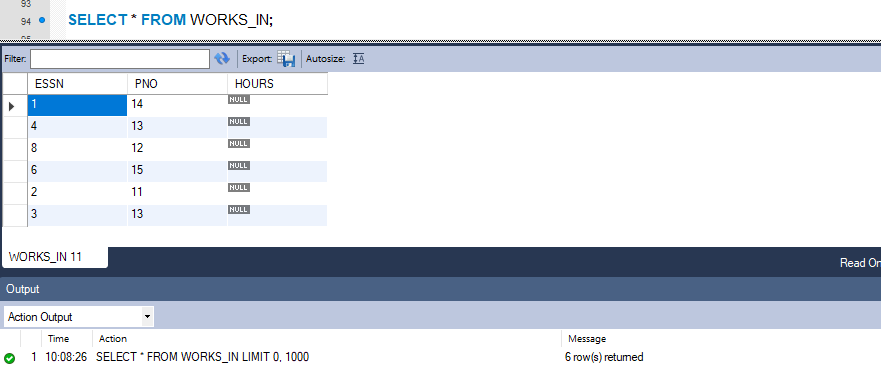 93
94 SELECT * FROM WORKS_IN;
Filter: Export: Autosize: IA
ESSN PNO HOURS
1 14 NULL
4 13 NULL
8 12 NULL
6 15 NULL
2 11 NULL
3 13 NULL
WORKS_IN 11
Read On
Output
Action Output
Time Action Message
1 10:08:26 SELECT * FROM WORKS_IN LIMIT 0, 1000 6 row(s) returned